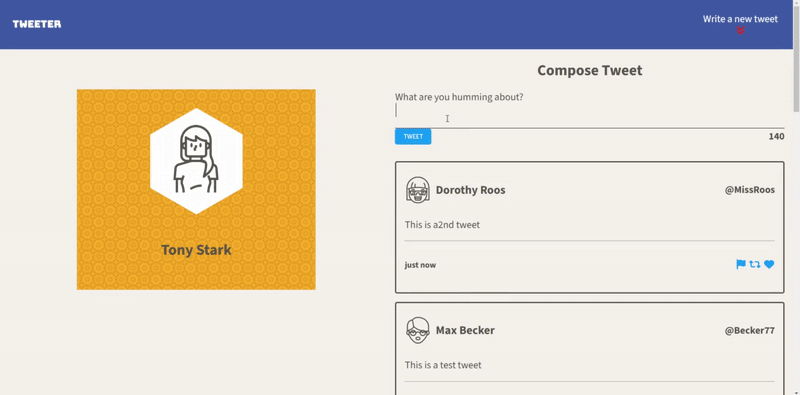 TWEETER
Write a new tweet
Compose Tweet
What are you humming about?
TWEET
140
Tony Stark
Dorothy Roos
@MissRoos
This is a2nd tweet
just now
Max Becker
@Becker77
This is a test tweet